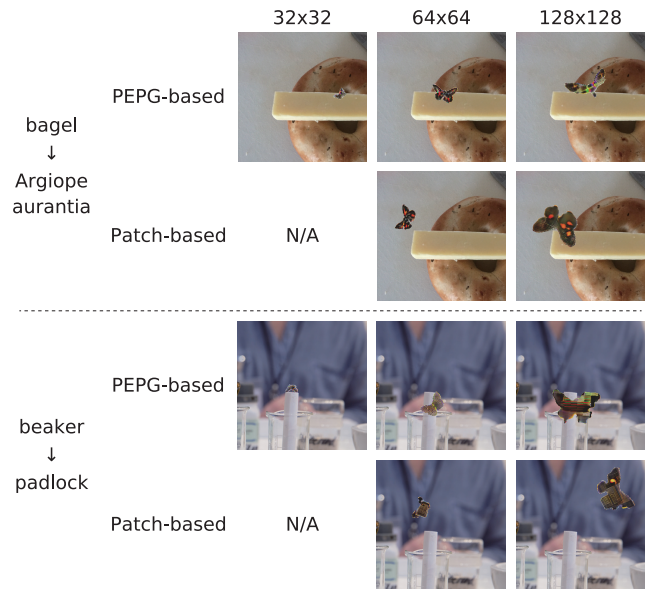 32x32 64x64 128x128
PEPG-based
bagel
↓
Argiope
aurantia
Patch-based N/A
PEPG-based
beaker
↓
padlock
Patch-based N/A